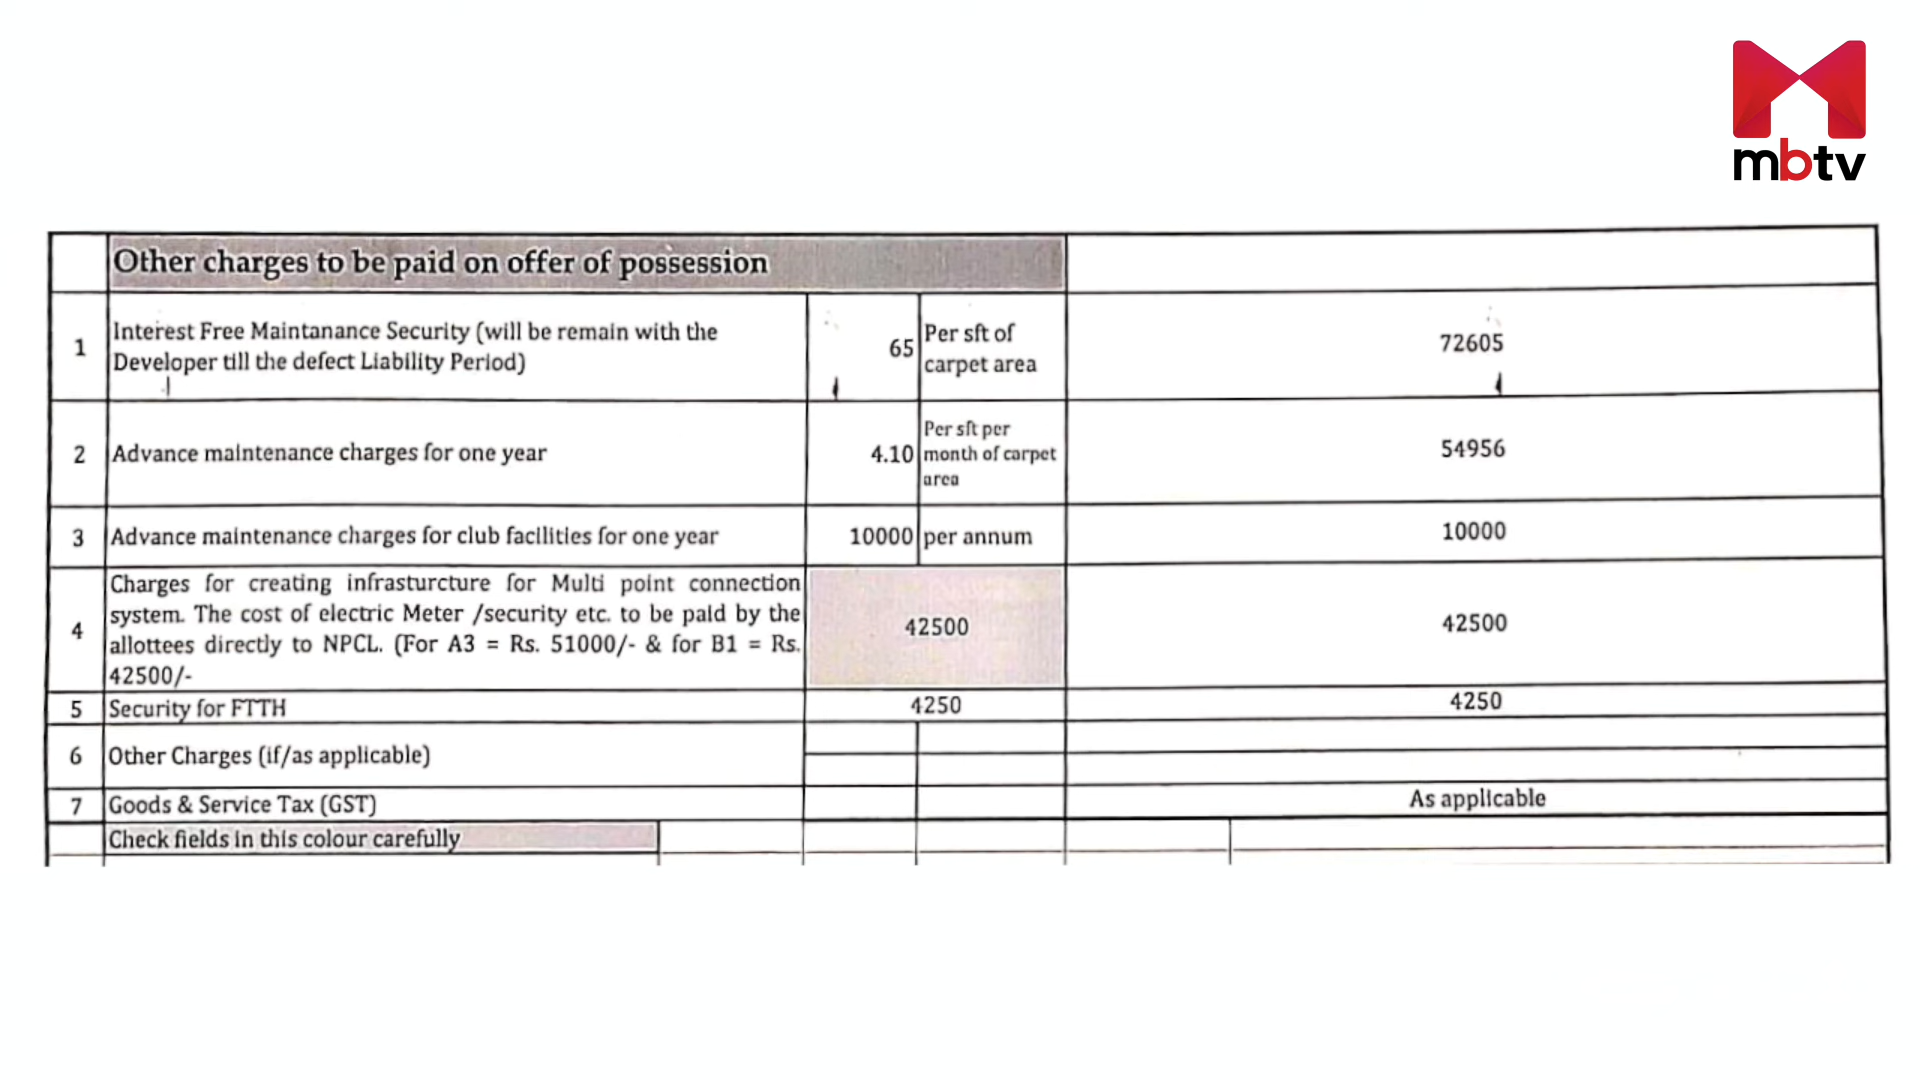 mbtv
Other charges to be paid on offer of possession
1 Interest Free Maintanance Security (will be remain with the
Developer till the defect Liability Period)
65 Per sft of
carpet area
72605
2 Advance maintenance charges for one year
4.10 Per sft per
month of carpet
area
54956
3 Advance maintenance charges for club facilities for one year 10000 per annum 10000
4 Charges for creating infrasturcture for Multi point connection
system. The cost of electric Meter /security etc. to be paid by the
allottees directly to NPCL. (For A3 = Rs. 51000/- & for B1 = Rs.
42500/-
42500
42500
5 Security for FTTH 4250 4250
6 Other Charges (if/as applicable)
7 Goods & Service Tax (GST) As applicable
Check fields in this colour carefully